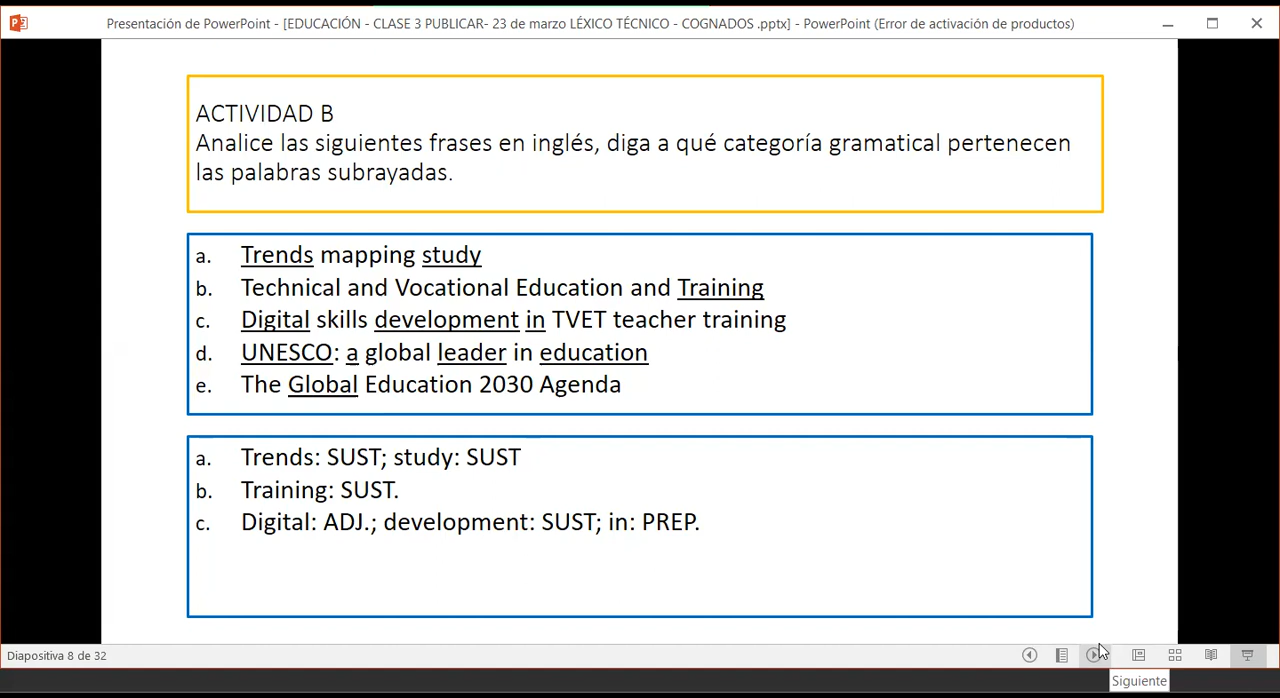 Presentación de PowerPoint - [EDUCACIÓN - CLASE 3 PUBLICAR- 23 de marzo LÉXICO TÉCNICO - COGNADOS .pptx] - PowerPoint (Error de activación de productos)
ACTIVIDAD B
Analice las siguientes frases en inglés, diga a qué categoría gramatical pertenecen
las palabras subrayadas.
a. Trends mapping study
b. Technical and Vocational Education and Training
c. Digital skills development in TVET teacher training
d. UNESCO: a global leader in education
e. The Global Education 2030 Agenda
a. Trends: SUST; study: SUST
b. Training: SUST.
c. Digital: ADJ.; development: SUST; in: PREP.
Diapositiva 8 de 32
Siguiente